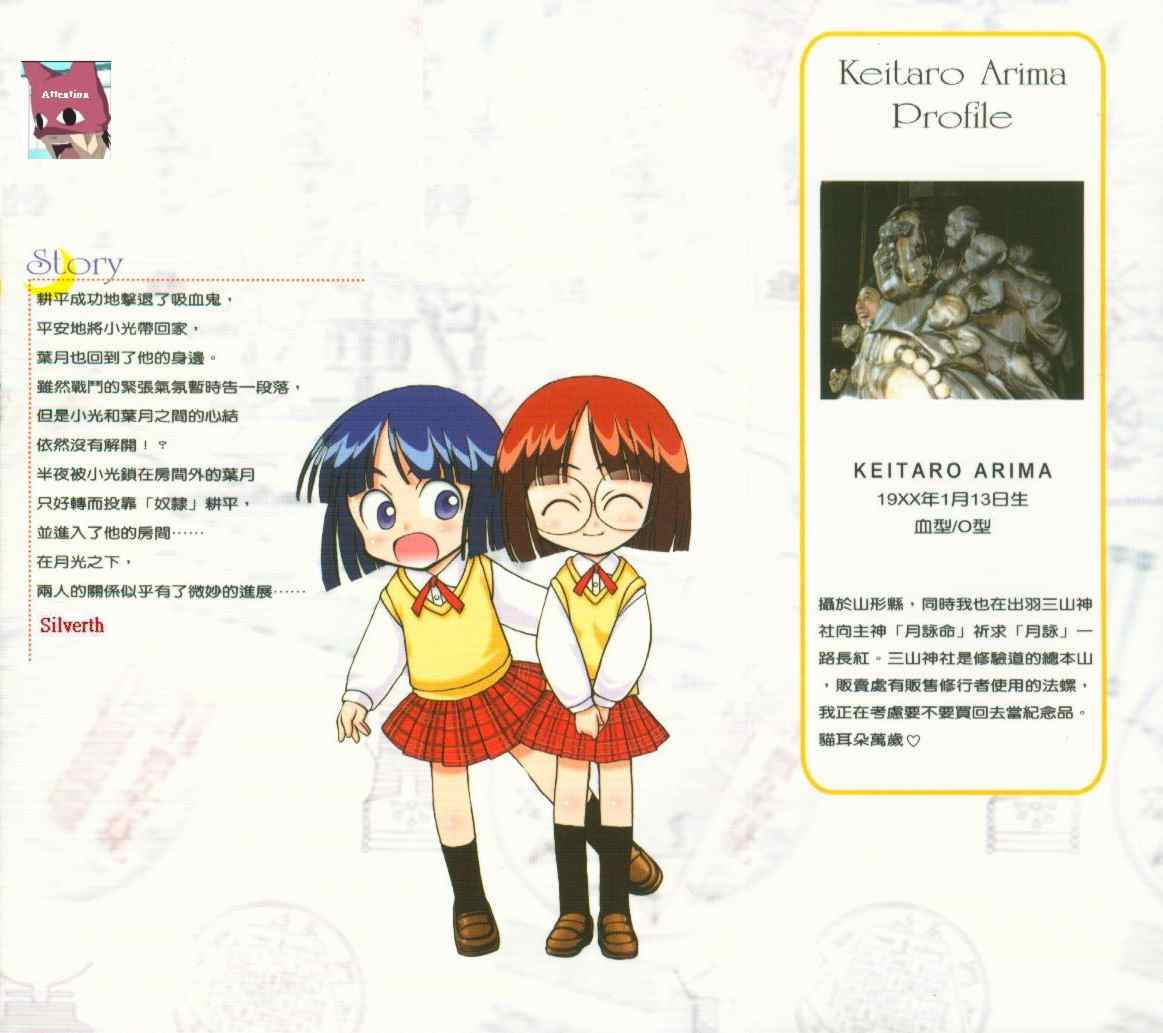 Attention
Story
耕平成功地擊退了吸血鬼，
平安地將小光帶回家，
葉月也回到了他的身邊。
雖然戰鬥的緊張氣氛暫時告一段落，
但是小光和葉月之間的心結
依然沒有解開！？
半夜被小光鎖在房間外的葉月
只好轉而投靠「奴隸」耕平，
並進入了他的房間……
在月光之下，
兩人的關係似乎有了微妙的進展……
Silverth
Keitaro Arima
Profile
KEITARO ARIMA
19XX年1月13日生
血型/O型
攝於山形縣，同時我也在出羽三山神
社向主神「月詠命」祈求「月詠」一
路長紅。三山神社是修驗道的總本山
，販賣處有販售修行者使用的法螺，
我正在考慮要不要買回去當紀念品。
貓耳朵萬歲♡